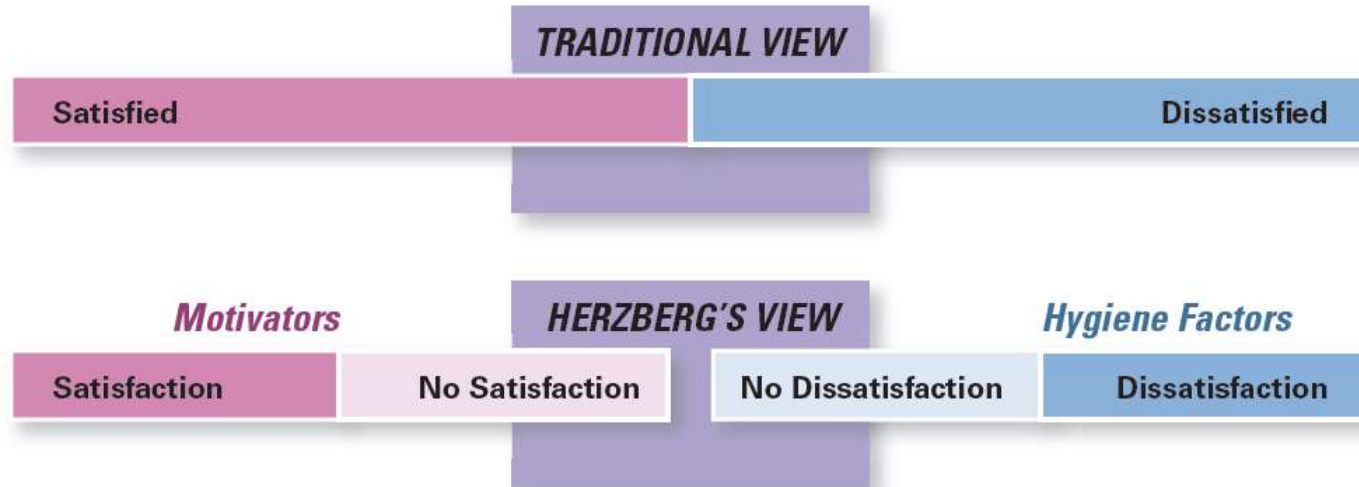 TRADITIONAL VIEW
Satisfied Dissatisfied
Motivators HERZBERG'S VIEW Hygiene Factors
Satisfaction No Satisfaction No Dissatisfaction Dissatisfaction